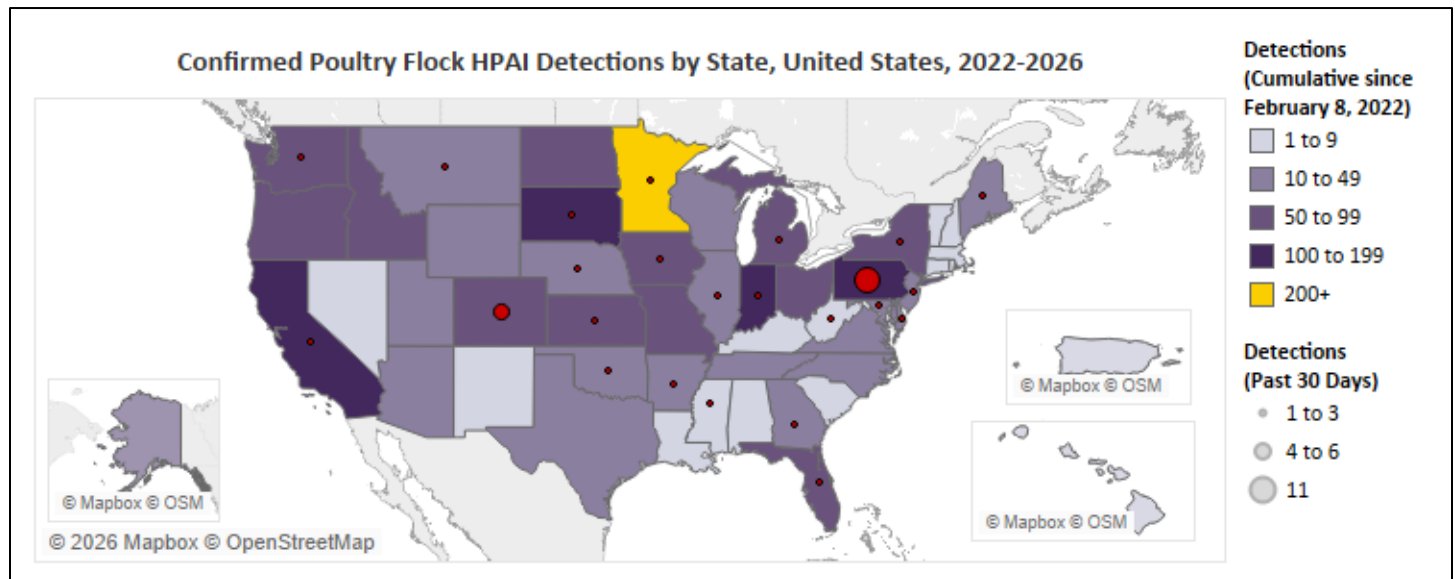 Confirmed Poultry Flock HPAI Detections by State, United States, 2022-2026
Detections
(Cumulative since
February 8, 2022)
1 to 9
10 to 49
50 to 99
100 to 199
200+
Detections
(Past 30 Days)
1 to 3
4 to 6
11
© Mapbox © OSM
© Mapbox © OSM
© Mapbox © OSM
© 2026 Mapbox © OpenStreetMap